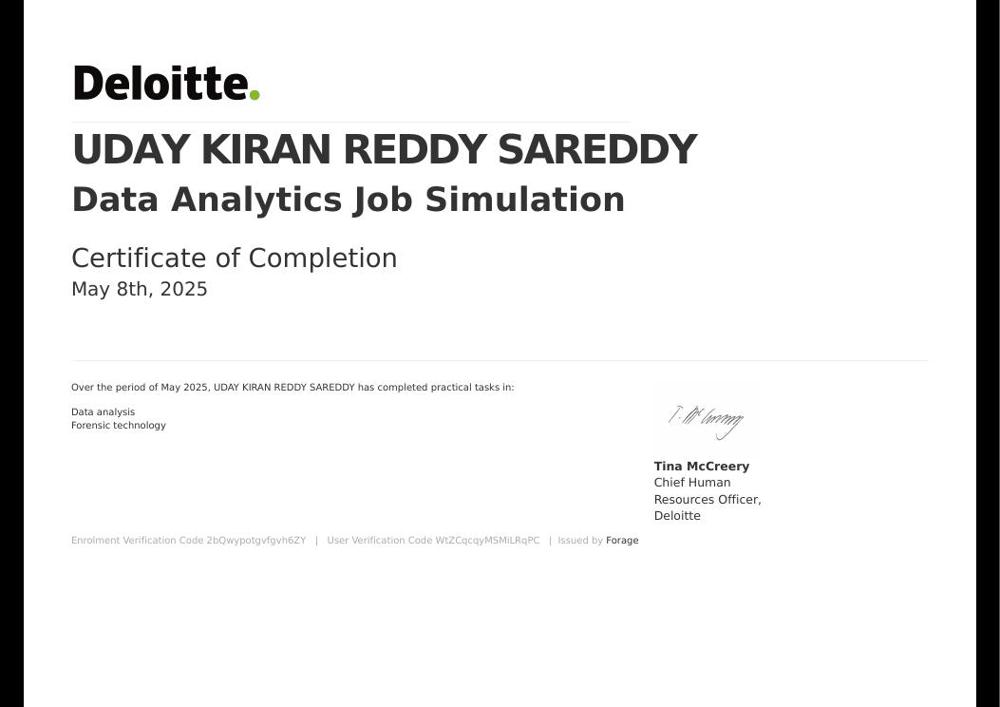 Deloitte.
UDAY KIRAN REDDY SAREDDY
Data Analytics Job Simulation
Certificate of Completion
May 8th, 2025
Over the period of May 2025, UDAY KIRAN REDDY SAREDDY has completed practical tasks in:
Data analysis
Forensic technology
Tina McCreery
Chief Human
Resources Officer,
Deloitte
Enrolment Verification Code 2bQwypotgvfgvh6ZY | User Verification Code WtZCqcqyMSMiLRqPC | Issued by Forage